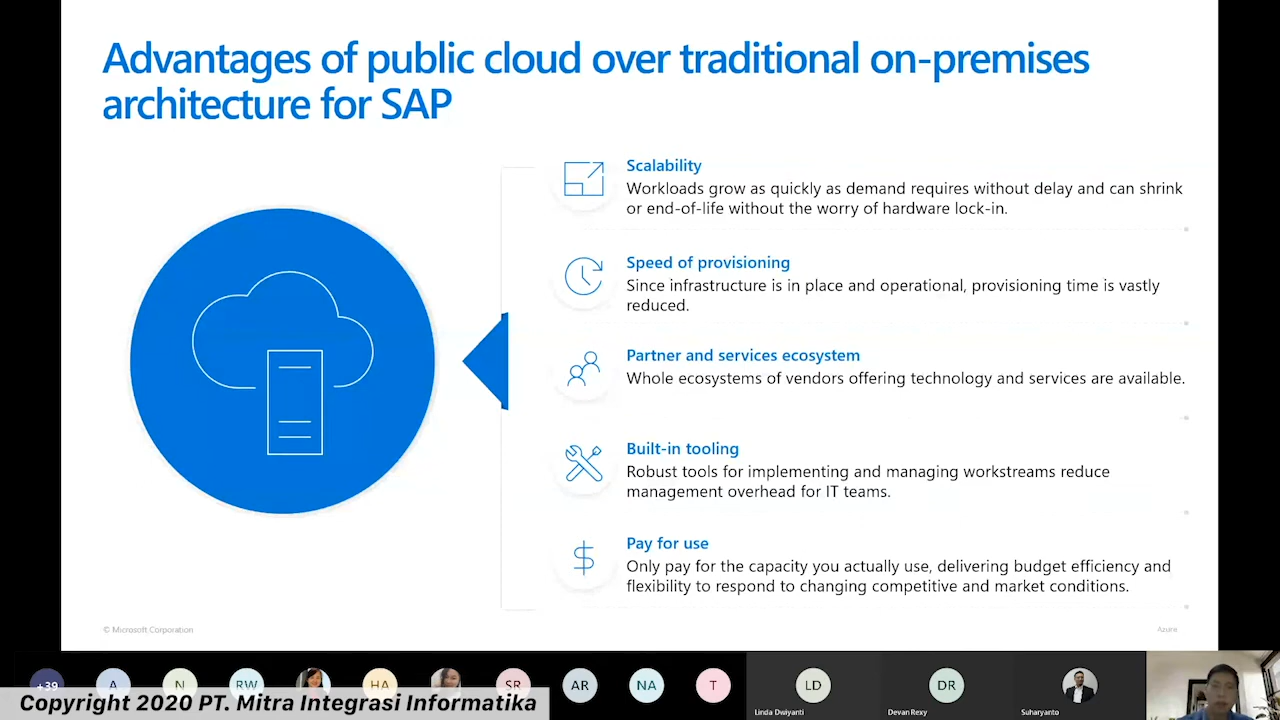 Advantages of public cloud over traditional on-premises
architecture for SAP
Scalability
Workloads grow as quickly as demand requires without delay and can shrink
or end-of-life without the worry of hardware lock-in.
Speed of provisioning
Since infrastructure is in place and operational, provisioning time is vastly
reduced.
Partner and services ecosystem
Whole ecosystems of vendors offering technology and services are available.
Built-in tooling
Robust tools for implementing and managing workstreams reduce
management overhead for IT teams.
$
Pay for use
Only pay for the capacity you actually use, delivering budget efficiency and
flexibility to respond to changing competitive and market conditions.
© Microsoft Corporation
Azure
+39
A
N
RW
HA
SR
AR
NA
T
LD
DR
Linda Dwiyanti
Devan Rexy
Suharyanto
Copyright 2020 PT. Mitra Integrasi Informatika